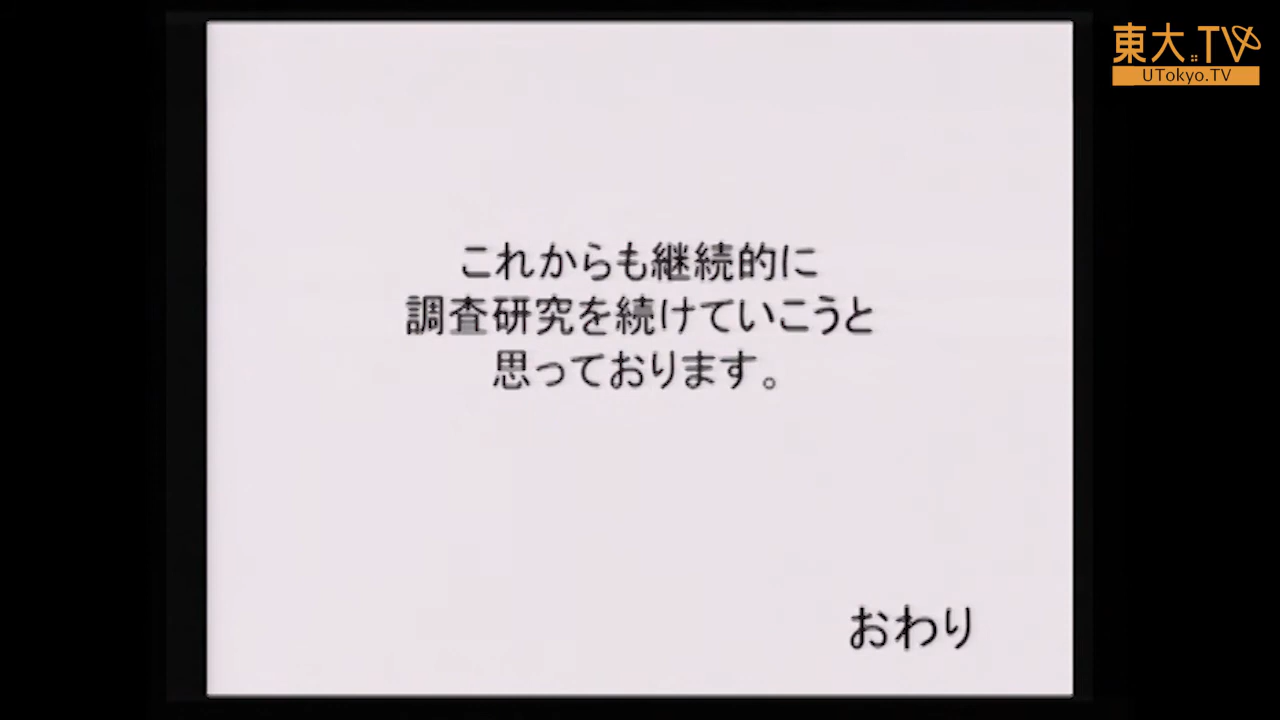 東大.TV
UTokyo.TV
これからも継続的に
調査研究を続けていこうと
思っております。
おわり